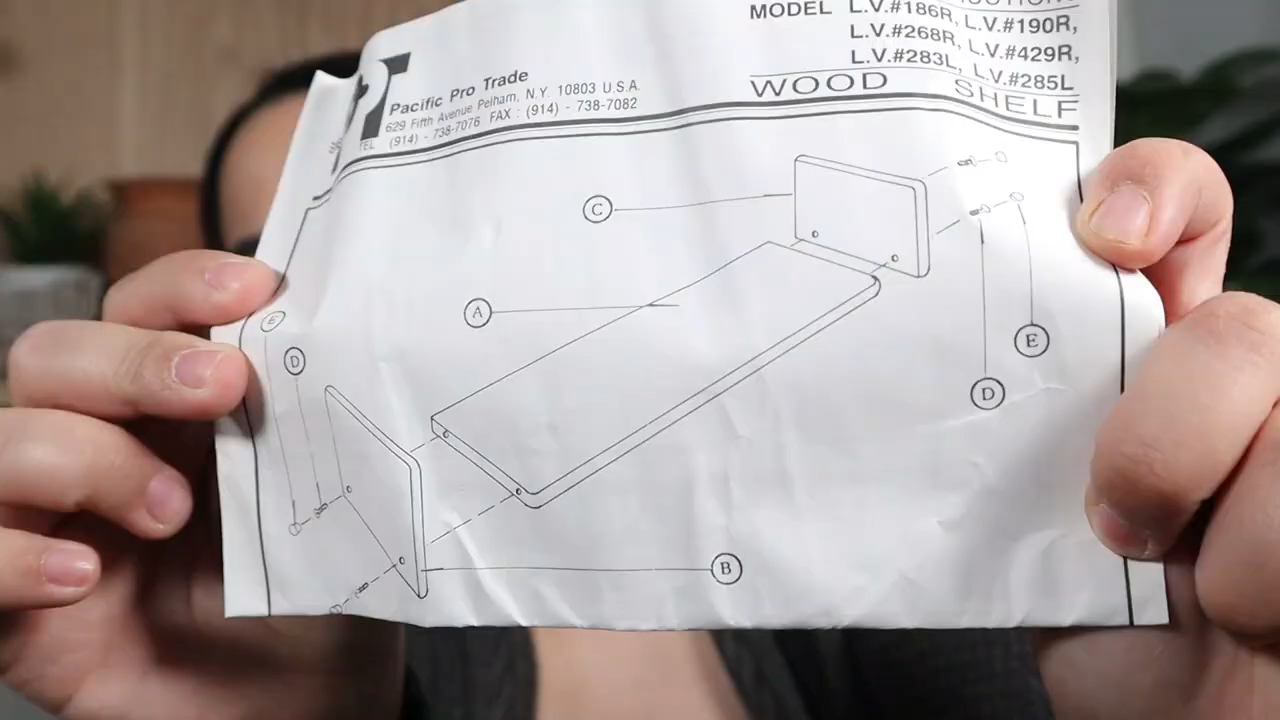 MODEL L.V.#186R, L.V.#190R,
L.V.#268R, L.V.#429R,
L.V.#283L, L.V.#285L
WOOD SHELF
Pacific Pro Trade
629 Fifth Avenue Pelham, N.Y. 10803 U.S.A.
TEL (914) - 738-7076 FAX : (914) - 738-7082
C
A
E
D
E
D
B